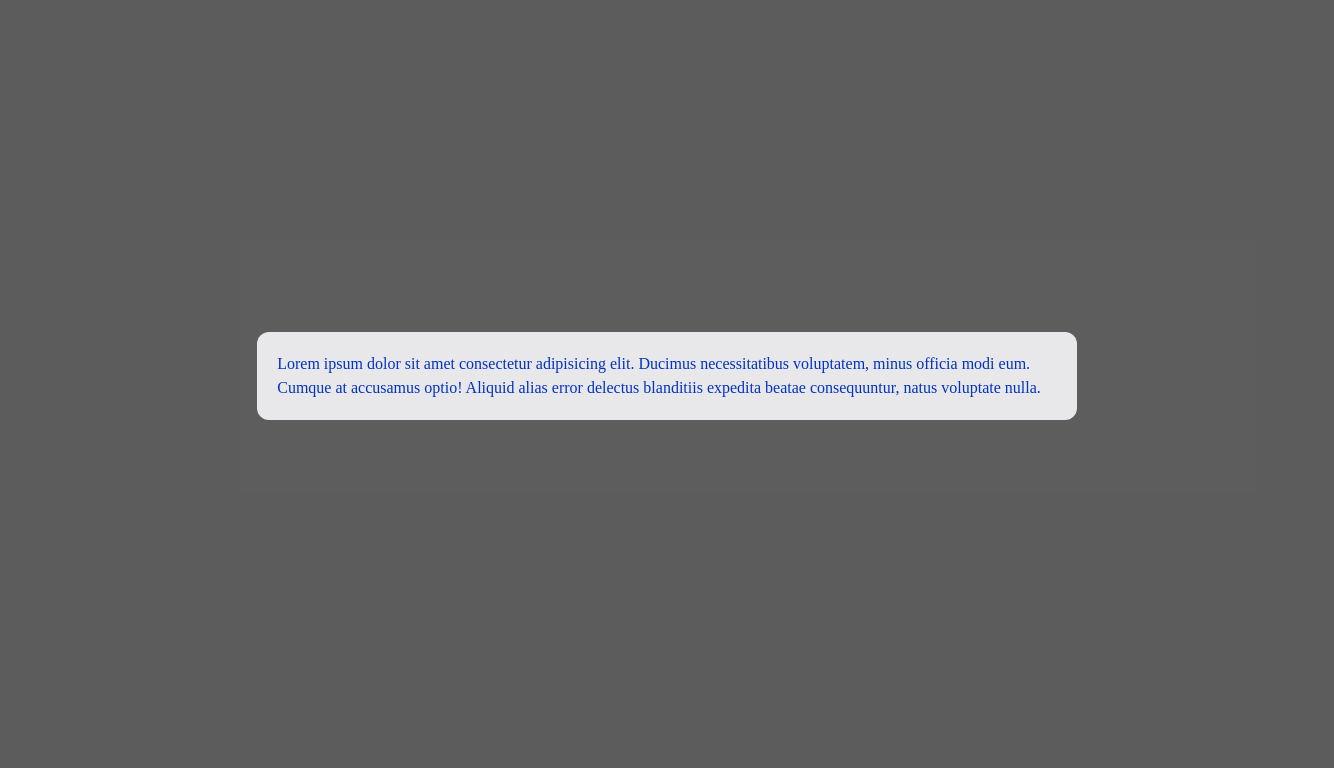 Lorem ipsum dolor sit amet consectetur adipisicing elit. Ducimus necessitatibus voluptatem, minus officia modi eum.
Cumque at accusamus optio! Aliquid alias error delectus blanditiis expedita beatae consequuntur, natus voluptate nulla.